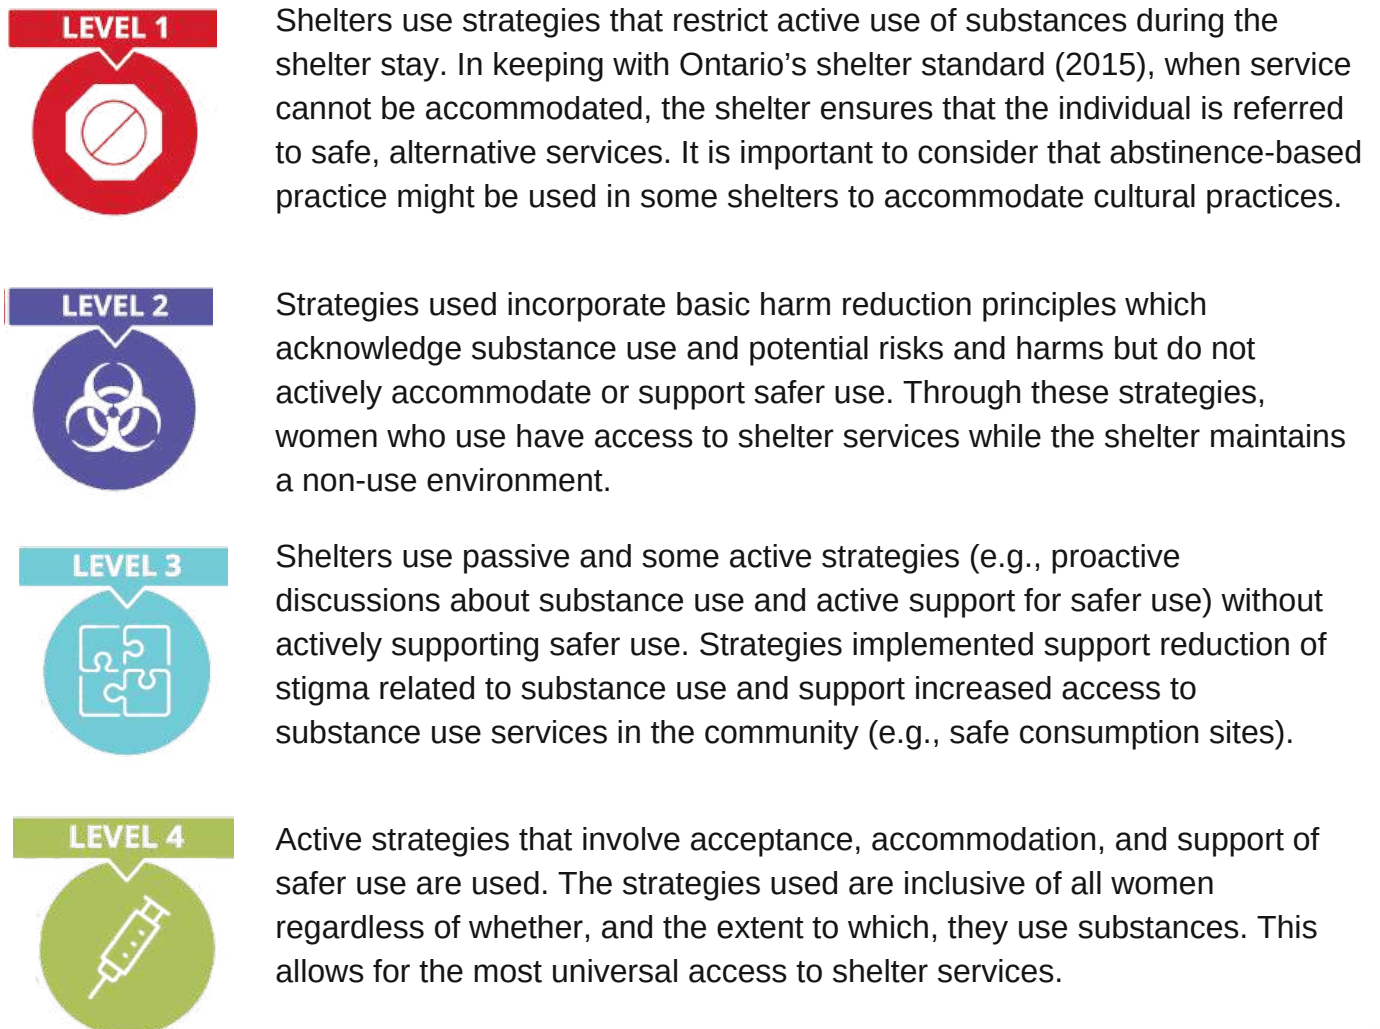 LEVEL 1
Shelters use strategies that restrict active use of substances during the
shelter stay. In keeping with Ontario’s shelter standard (2015), when service
cannot be accommodated, the shelter ensures that the individual is referred
to safe, alternative services. It is important to consider that abstinence-based
practice might be used in some shelters to accommodate cultural practices.
LEVEL 2
Strategies used incorporate basic harm reduction principles which
acknowledge substance use and potential risks and harms but do not
actively accommodate or support safer use. Through these strategies,
women who use have access to shelter services while the shelter maintains
a non-use environment.
LEVEL 3
Shelters use passive and some active strategies (e.g., proactive
discussions about substance use and active support for safer use) without
actively supporting safer use. Strategies implemented support reduction of
stigma related to substance use and support increased access to
substance use services in the community (e.g., safe consumption sites).
LEVEL 4
Active strategies that involve acceptance, accommodation, and support of
safer use are used. The strategies used are inclusive of all women
regardless of whether, and the extent to which, they use substances. This
allows for the most universal access to shelter services.